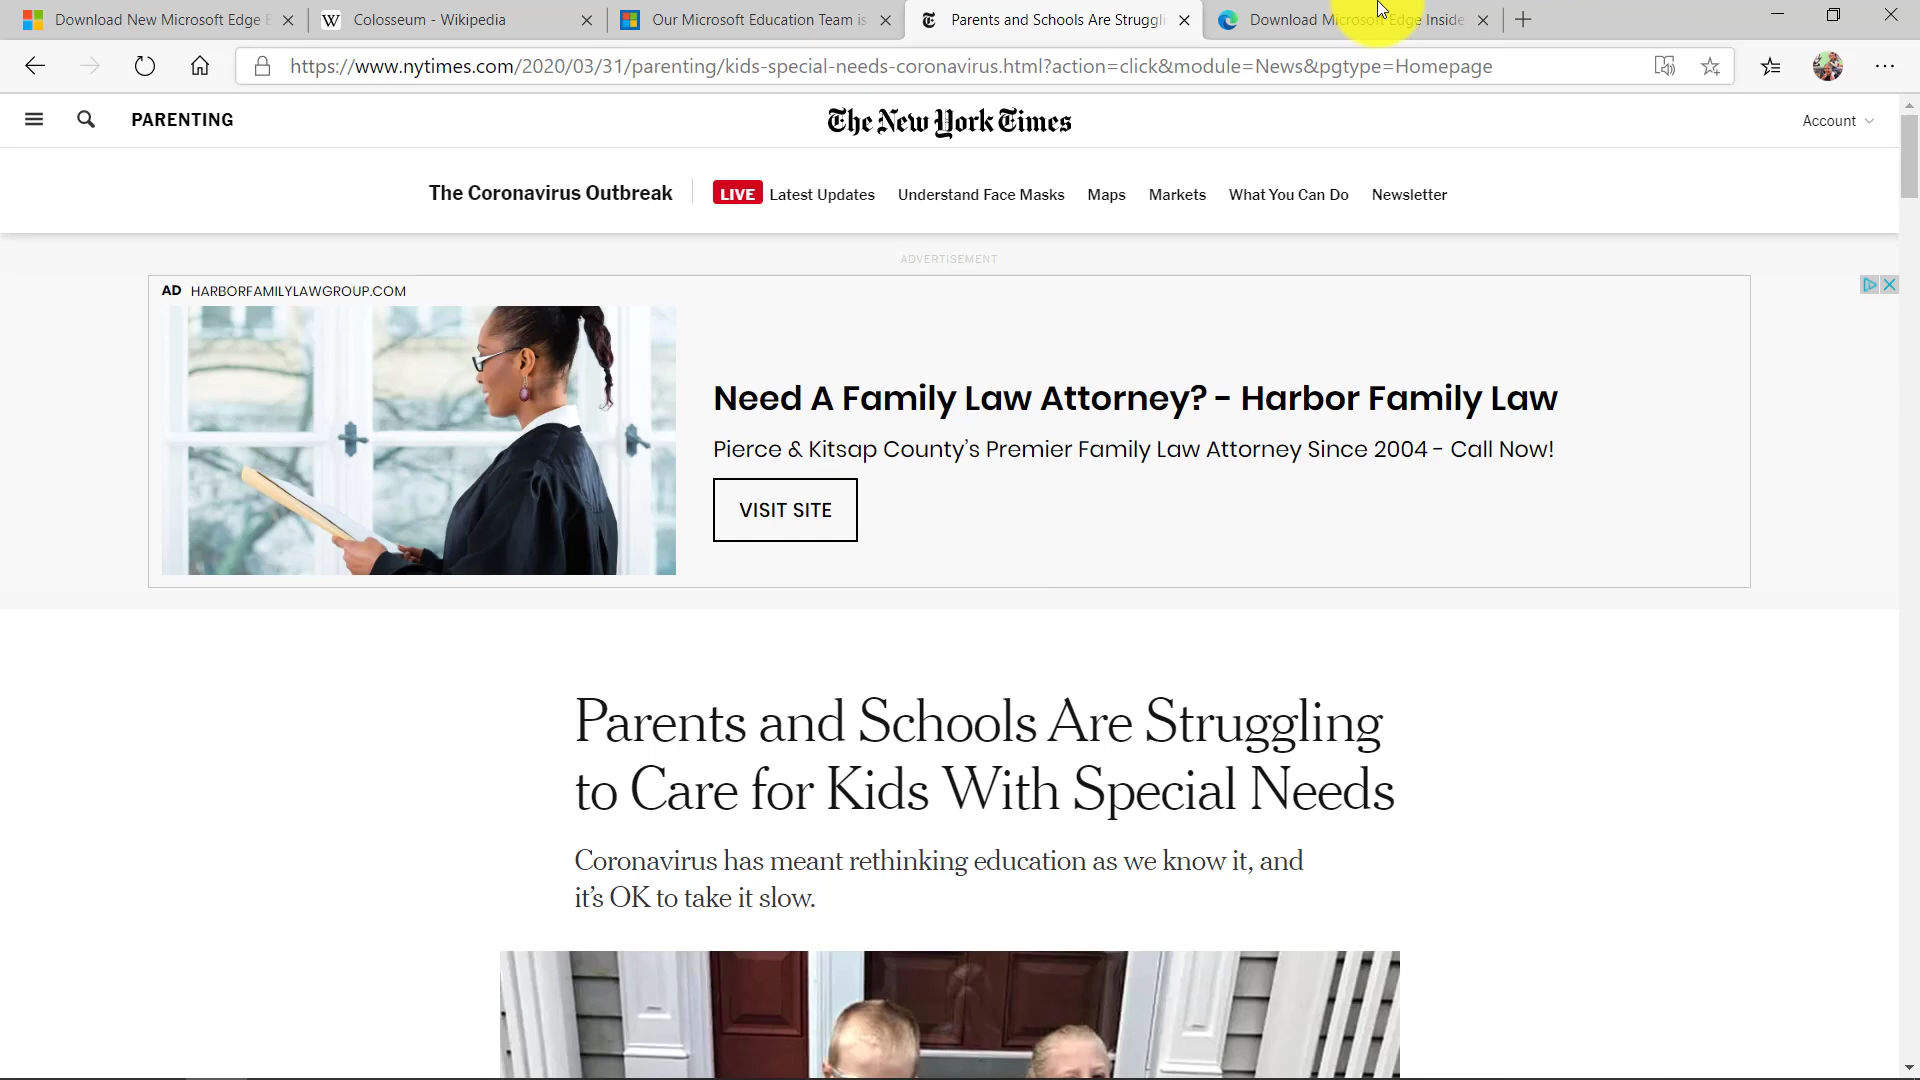 Download New Microsoft Edge
Colosseum - Wikipedia
Our Microsoft Education Team is
Parents and Schools Are Struggli
Download Microsoft Edge Inside
https://www.nytimes.com/2020/03/31/parenting/kids-special-needs-coronavirus.html?action=click&module=News&pgtype=Homepage
PARENTING
The New York Times
Account
The Coronavirus Outbreak
LIVE Latest Updates
Understand Face Masks
Maps
Markets
What You Can Do
Newsletter
ADVERTISEMENT
AD HARBORFAMILYLAWGROUP.COM
Need A Family Law Attorney? - Harbor Family Law
Pierce & Kitsap County's Premier Family Law Attorney Since 2004 - Call Now!
VISIT SITE
Parents and Schools Are Struggling
to Care for Kids With Special Needs
Coronavirus has meant rethinking education as we know it, and
it's OK to take it slow.